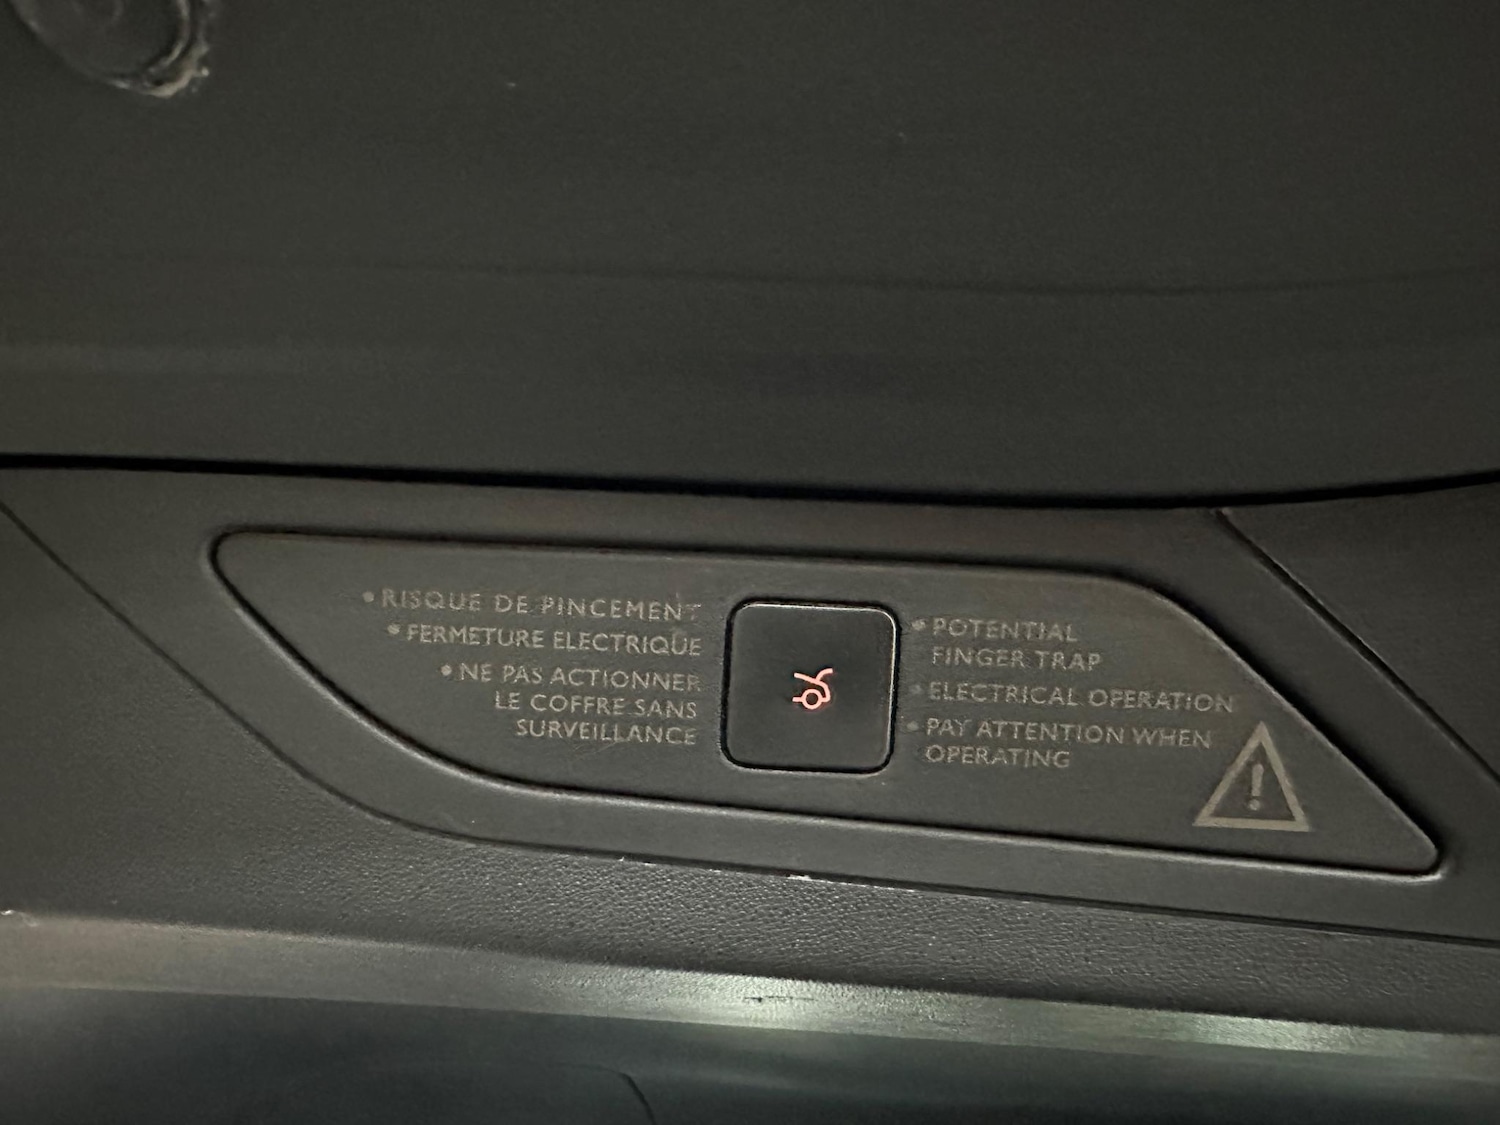 • RISQUE DE PINCEMENT
• FERMETURE ELECTRIQUE
• NE PAS ACTIONNER
LE COFFRE SANS
SURVEILLANCE
• POTENTIAL
FINGER TRAP
• ELECTRICAL OPERATION
• PAY ATTENTION WHEN
OPERATING
!